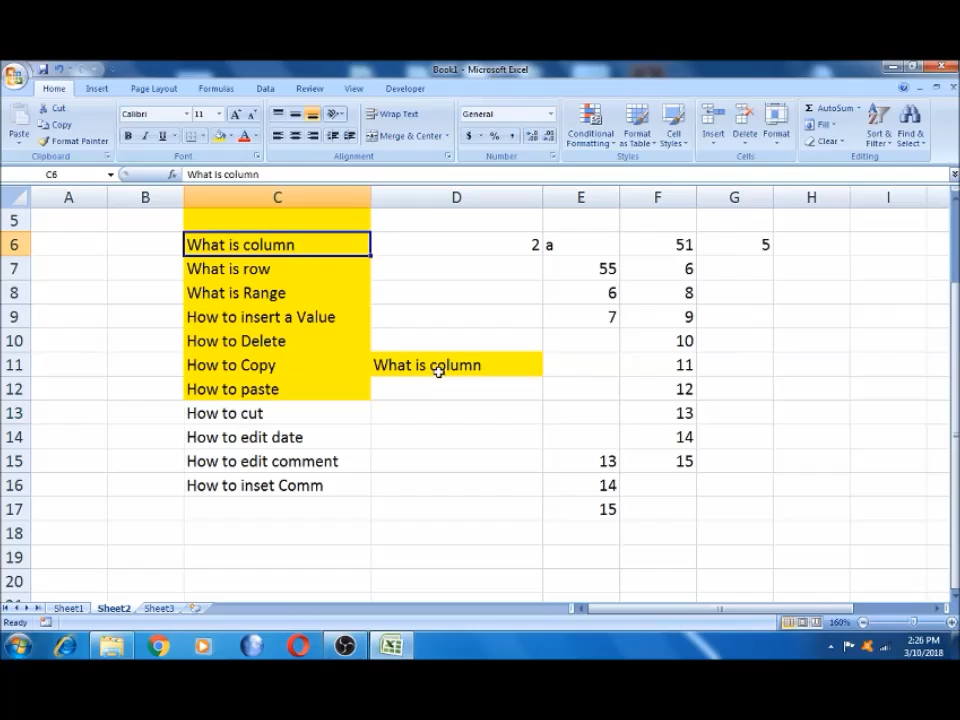 Book1 - Microsoft Excel
Home Insert Page Layout Formulas Data Review View Developer
Cut Calibri 11 A A Wrap Text General AutoSum
Paste Copy Fill
Format Painter B I U A Merge & Center $ % , Conditional Formatting Format as Table Cell Styles Insert Delete Format Clear Sort & Filter Find & Select
Clipboard Font Alignment Number Styles Cells Editing
C6 fx What is column
A B C D E F G H I
5
6 What is column 2 a 51 5
7 What is row 55 6
8 What is Range 6 8
9 How to insert a Value 7 9
10 How to Delete 10
11 How to Copy What is column 11
12 How to paste 12
13 How to cut 13
14 How to edit date 14
15 How to edit comment 13 15
16 How to inset Comm 14
17 15
18
19
20
Sheet1 Sheet2 Sheet3
Ready 160%
2:26 PM
3/10/2018